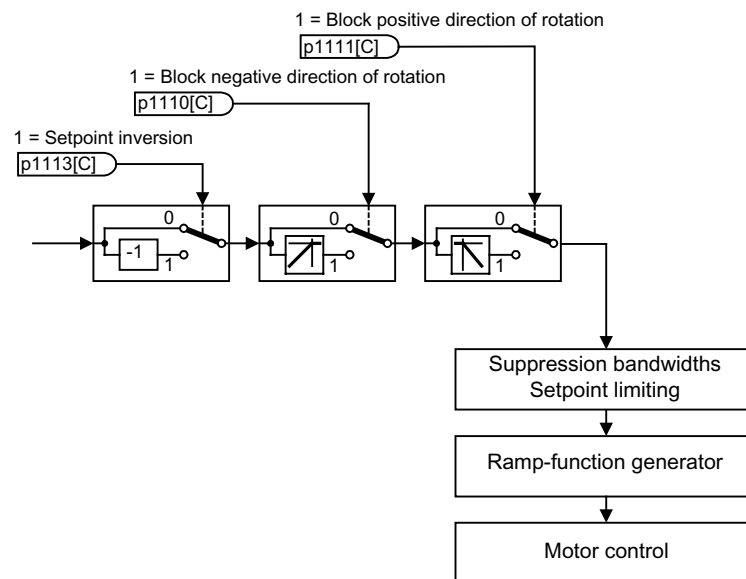 1 = Block positive direction of rotation
p1111[C]
1 = Block negative direction of rotation
p1110[C]
1 = Setpoint inversion
p1113[C]
0
-1
1
0
1
0
1
Suppression bandwidths
Setpoint limiting
Ramp-function generator
Motor control